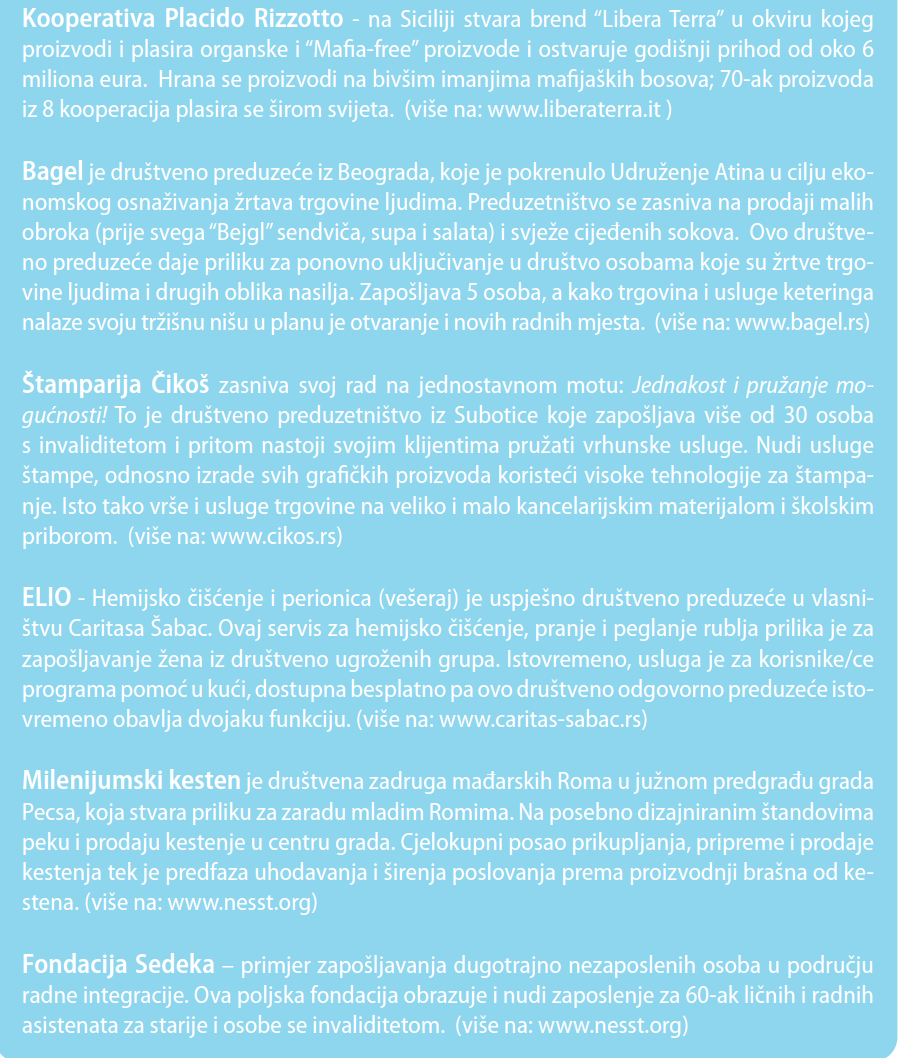 Kooperativa Placido Rizzotto - na Siciliji stvara brend “Libera Terra” u okviru kojeg
proizvodi i plasira organske i “Mafia-free” proizvode i ostvaruje godišnji prihod od oko 6
miliona eura.  Hrana se proizvodi na bivšim imanjima mafijaških bosova; 70-ak proizvoda
iz 8 kooperacija plasira se širom svijeta.  (više na: www.liberaterra.it )

Bagel je društveno preduzeće iz Beograda, koje je pokrenulo Udruženje Atina u cilju eko-
nomskog osnaživanja žrtava trgovine ljudima. Preduzetništvo se zasniva na prodaji malih
obroka (prije svega “Bejgl” sendviča, supa i salata) i svježe cijeđenih sokova.  Ovo društve-
no preduzeće daje priliku za ponovno uključivanje u društvo osobama koje su žrtve trgo-
vine ljudima i drugih oblika nasilja. Zapošljava 5 osoba, a kako trgovina i usluge keteringa
nalaze svoju tržišnu nišu u planu je otvaranje i novih radnih mjesta.  (više na: www.bagel.rs)

Štamparija Čikoš zasniva svoj rad na jednostavnom motu: Jednakost i pružanje mo-
gućnosti! To je društveno preduzetništvo iz Subotice koje zapošljava više od 30 osoba
s invaliditetom i pritom nastoji svojim klijentima pružati vrhunske usluge. Nudi usluge
štampe, odnosno izrade svih grafičkih proizvoda koristeći visoke tehnologije za štampa-
nje. Isto tako vrše i usluge trgovine na veliko i malo kancelarijskim materijalom i školskim
priborom.  (više na: www.cikos.rs)

ELIO - Hemijsko čišćenje i perionica (vešeraj) je uspješno društveno preduzeće u vlasni-
štvu Caritasa Šabac. Ovaj servis za hemijsko čišćenje, pranje i peglanje rublja prilika je za
zapošljavanje žena iz društveno ugroženih grupa. Istovremeno, usluga je za korisnike/ce
programa pomoć u kući, dostupna besplatno pa ovo društveno odgovorno preduzeće isto-
vremeno obavlja dvojaku funkciju. (više na: www.caritas-sabac.rs)

Milenijumski kesten je društvena zadruga mađarskih Roma u južnom predgrađu grada
Pecsa, koja stvara priliku za zaradu mladim Romima. Na posebno dizajniranim štandovima
peku i prodaju kestenje u centru grada. Cjelokupni posao prikupljanja, pripreme i prodaje
kestenja tek je predfaza uhodavanja i širenja poslovanja prema proizvodnji brašna od ke-
stena. (više na: www.nesst.org)

Fondacija Sedeka – primjer zapošljavanja dugotrajno nezaposlenih osoba u području
radne integracije. Ova poljska fondacija obrazuje i nudi zaposlenje za 60-ak ličnih i radnih
asistenata za starije i osobe se invaliditetom.  (više na: www.nesst.org)